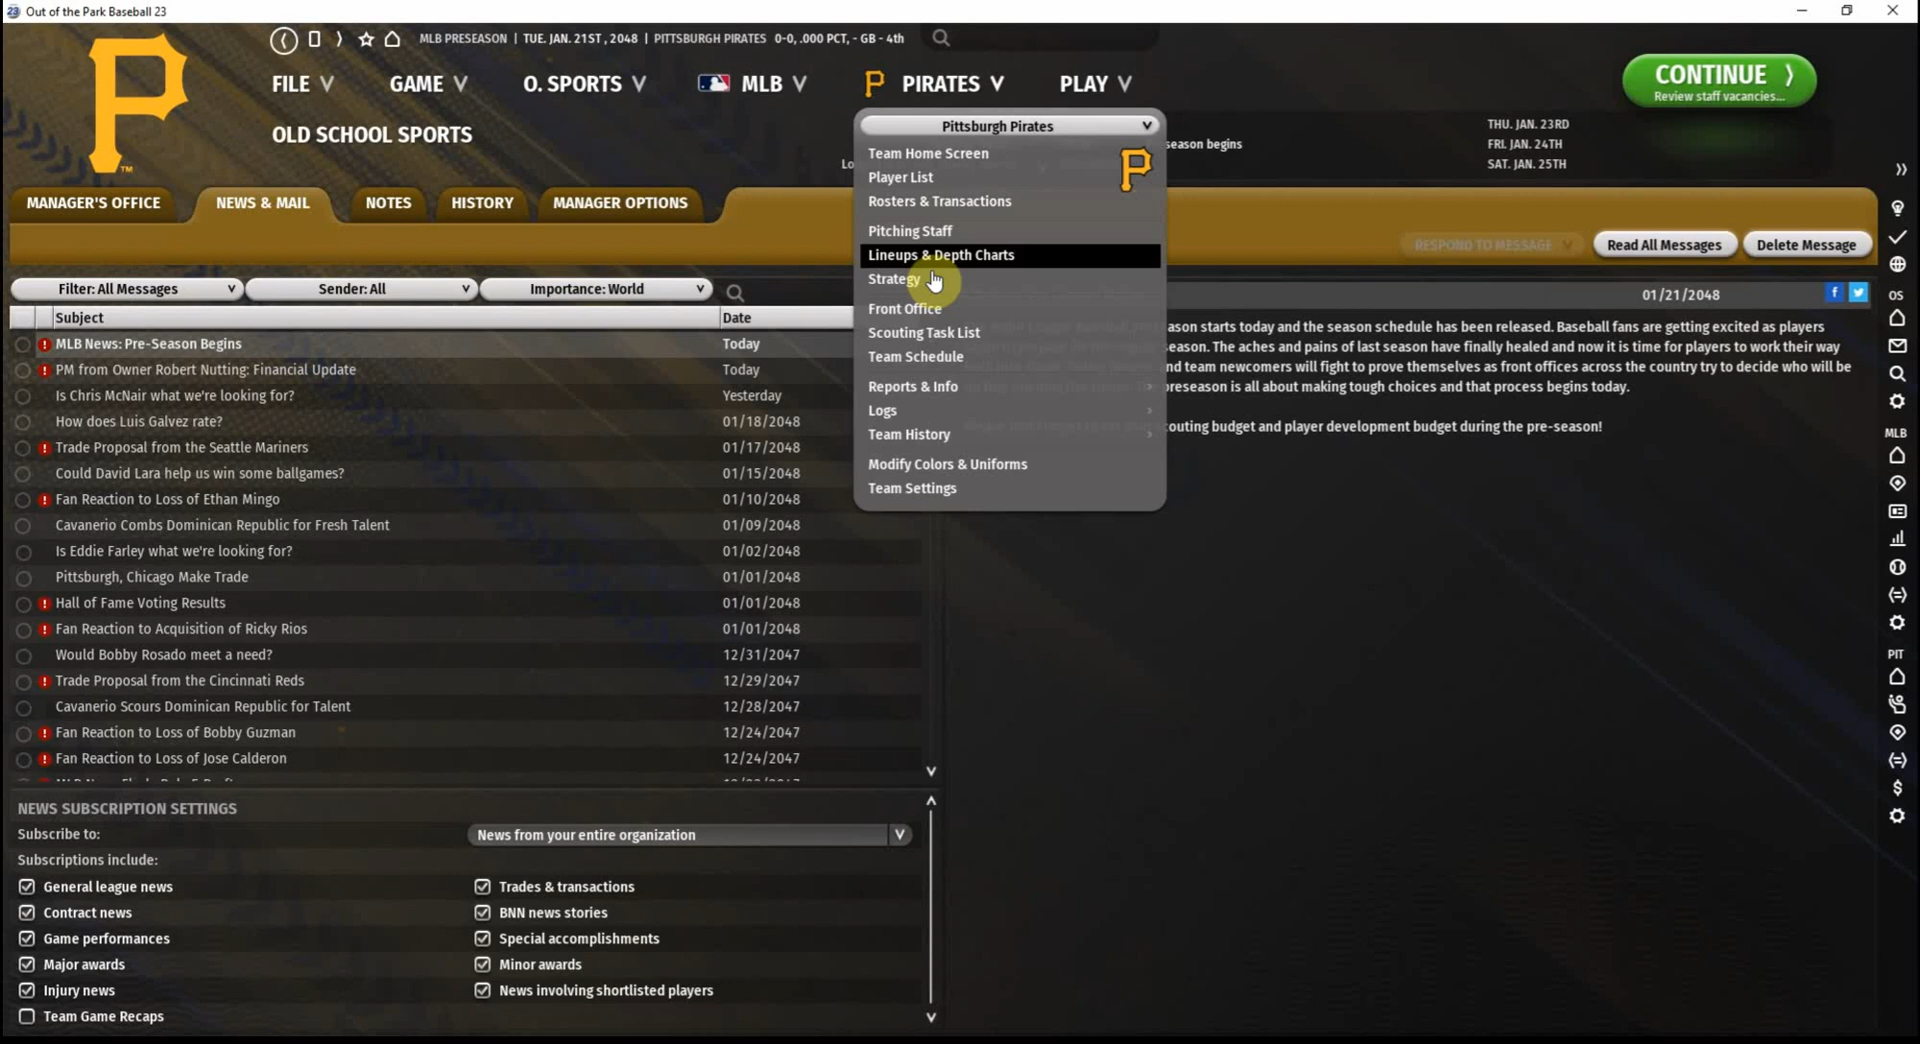 Out of the Park Baseball 23
MLB PRESEASON | TUE. JAN. 21ST , 2048 | PITTSBURGH PIRATES 0-0, .000 PCT, - GB - 4th
FILE
GAME
O. SPORTS
MLB
PIRATES
PLAY
CONTINUE
Review staff vacancies...
OLD SCHOOL SPORTS
THU. JAN. 23RD
FRI. JAN. 24TH
SAT. JAN. 25TH
season begins
Pittsburgh Pirates
Team Home Screen
Player List
Rosters & Transactions
Pitching Staff
Lineups & Depth Charts
Strategy
Front Office
Scouting Task List
Team Schedule
Reports & Info
Logs
Team History
Modify Colors & Uniforms
Team Settings
MANAGER'S OFFICE
NEWS & MAIL
NOTES
HISTORY
MANAGER OPTIONS
RESPOND TO MESSAGE
Read All Messages
Delete Message
Filter: All Messages
Sender: All
Importance: World
Subject Date
MLB News: Pre-Season Begins Today
PM from Owner Robert Nutting: Financial Update Today
Is Chris McNair what we're looking for? Yesterday
How does Luis Galvez rate? 01/18/2048
Trade Proposal from the Seattle Mariners 01/17/2048
Could David Lara help us win some ballgames? 01/15/2048
Fan Reaction to Loss of Ethan Mingo 01/10/2048
Cavanerio Combs Dominican Republic for Fresh Talent 01/09/2048
Is Eddie Farley what we're looking for? 01/02/2048
Pittsburgh, Chicago Make Trade 01/01/2048
Hall of Fame Voting Results 01/01/2048
Fan Reaction to Acquisition of Ricky Rios 01/01/2048
Would Bobby Rosado meet a need? 12/31/2047
Trade Proposal from the Cincinnati Reds 12/29/2047
Cavanerio Scours Dominican Republic for Talent 12/28/2047
Fan Reaction to Loss of Bobby Guzman 12/24/2047
Fan Reaction to Loss of Jose Calderon 12/24/2047
01/21/2048
ason starts today and the season schedule has been released. Baseball fans are getting excited as players
season. The aches and pains of last season have finally healed and now it is time for players to work their way
nd team newcomers will fight to prove themselves as front offices across the country try to decide who will be
preseason is all about making tough choices and that process begins today.
couting budget and player development budget during the pre-season!
NEWS SUBSCRIPTION SETTINGS
Subscribe to: News from your entire organization
Subscriptions include:
General league news Trades & transactions
Contract news BNN news stories
Game performances Special accomplishments
Major awards Minor awards
Injury news News involving shortlisted players
Team Game Recaps
OS
MLB
PIT